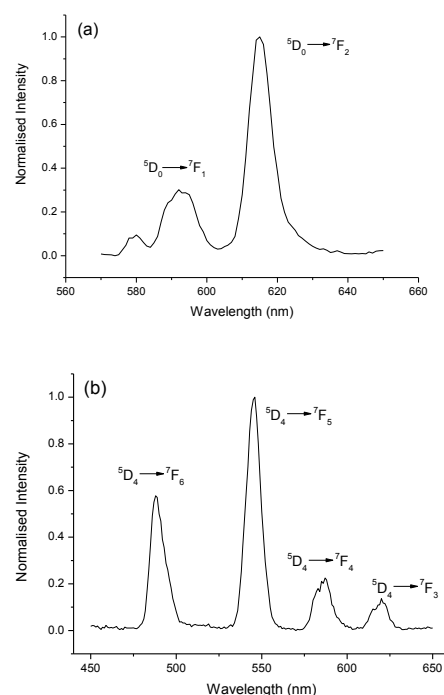 (a)
⁵D₀ → ⁷F₂
⁵D₀ → ⁷F₁
Normalised Intensity
1.0
0.8
0.6
0.4
0.2
0.0
560 580 600 620 640 660
Wavelength (nm)
(b)
⁵D₄ → ⁷F₅
⁵D₄ → ⁷F₆
⁵D₄ → ⁷F₄
⁵D₄ → ⁷F₃
Normalised Intensity
1.0
0.8
0.6
0.4
0.2
0.0
450 500 550 600 650
Wavelength (nm)